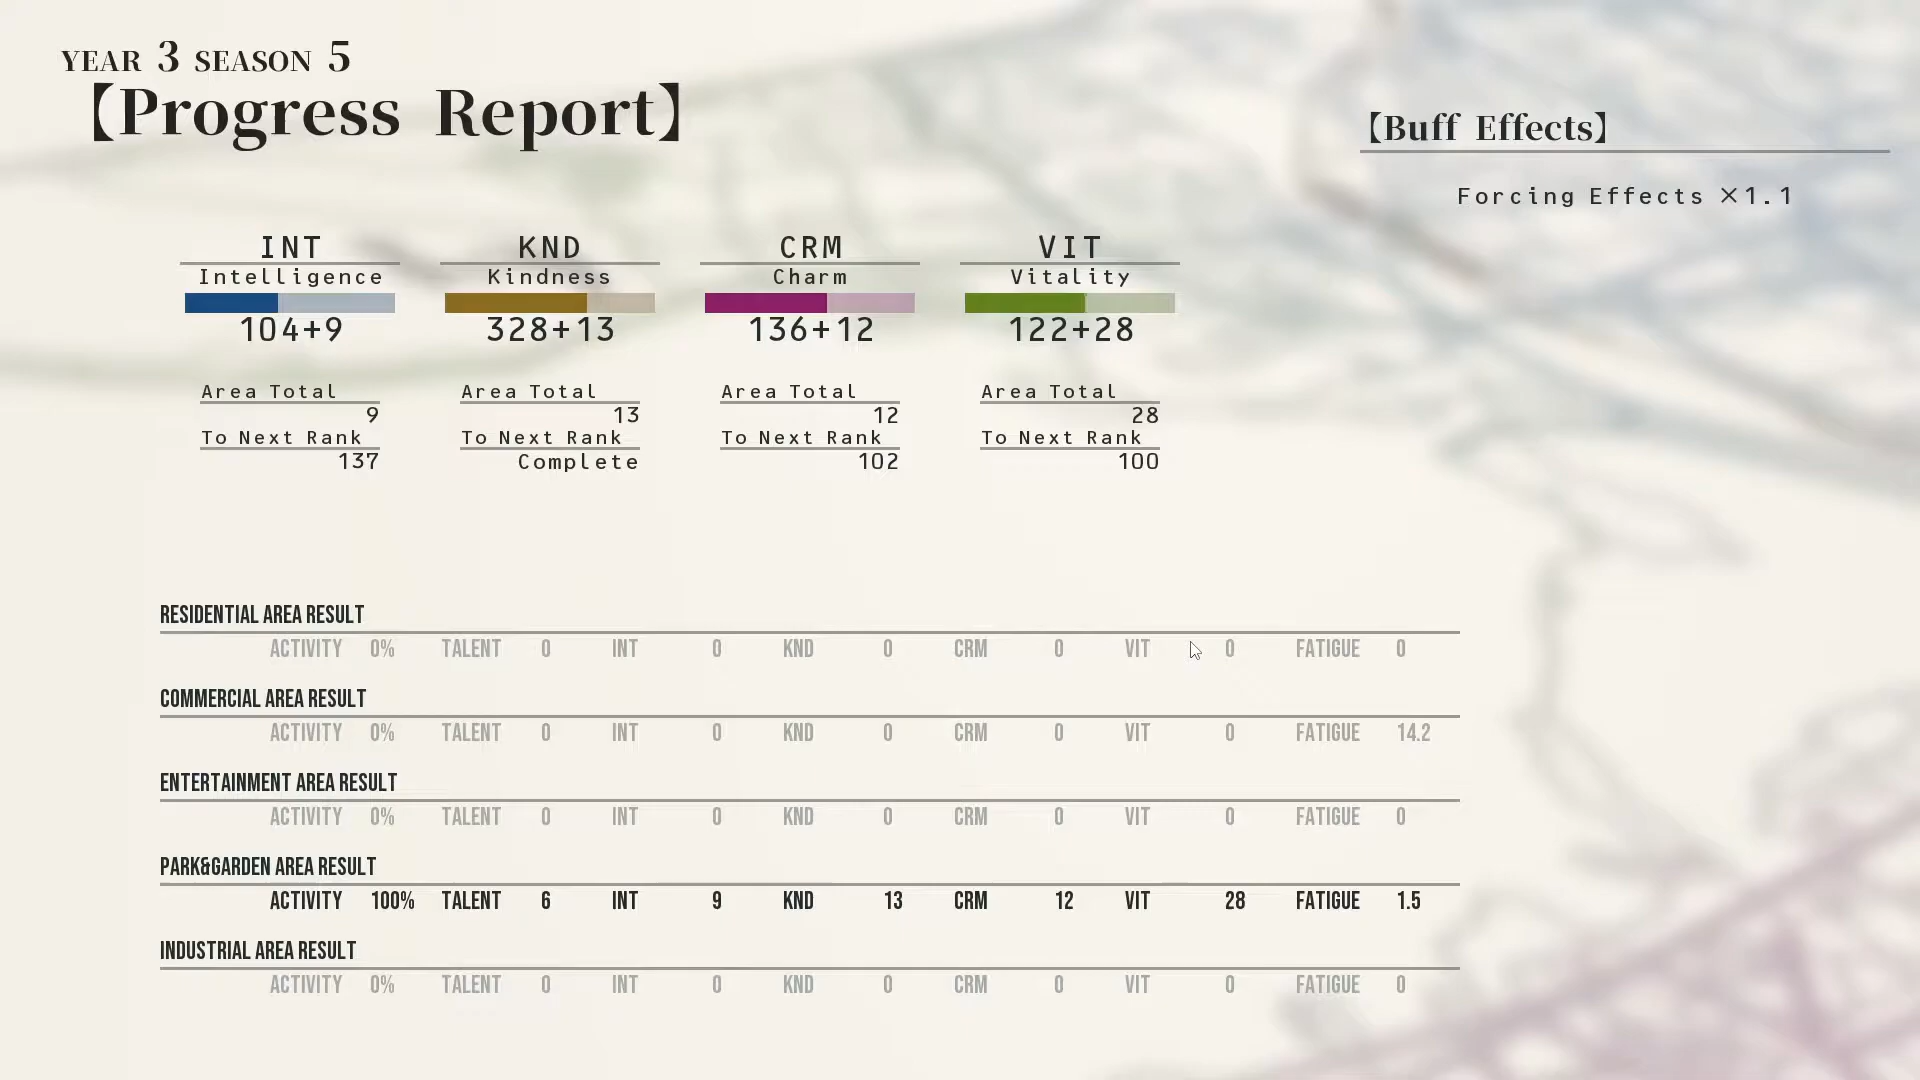 YEAR 3 SEASON 5
【Progress Report】
【Buff Effects】
Forcing Effects ×1.1
INT KND CRM VIT
Intelligence Kindness Charm Vitality
104+9 328+13 136+12 122+28
Area Total Area Total Area Total Area Total
9 13 12 28
To Next Rank To Next Rank To Next Rank To Next Rank
137 Complete 102 100
RESIDENTIAL AREA RESULT
ACTIVITY 0% TALENT 0 INT 0 KND 0 CRM 0 VIT 0 FATIGUE 0
COMMERCIAL AREA RESULT
ACTIVITY 0% TALENT 0 INT 0 KND 0 CRM 0 VIT 0 FATIGUE 14.2
ENTERTAINMENT AREA RESULT
ACTIVITY 0% TALENT 0 INT 0 KND 0 CRM 0 VIT 0 FATIGUE 0
PARK&GARDEN AREA RESULT
ACTIVITY 100% TALENT 6 INT 9 KND 13 CRM 12 VIT 28 FATIGUE 1.5
INDUSTRIAL AREA RESULT
ACTIVITY 0% TALENT 0 INT 0 KND 0 CRM 0 VIT 0 FATIGUE 0